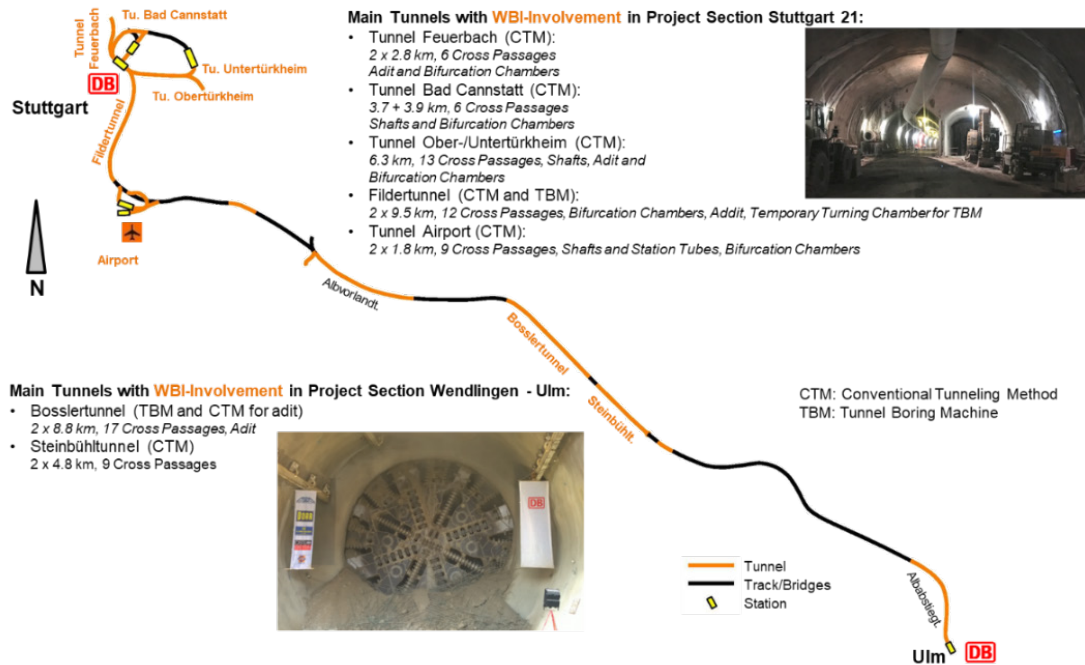 Tu. Bad Cannstatt
Tunnel
Feuerbach
Tu. Untertürkheim
DB
Tu. Obertürkheim
Stuttgart
Fildertunnel
Airport
N
Main Tunnels with WBI-Involvement in Project Section Stuttgart 21:
• Tunnel Feuerbach (CTM):
2 x 2.8 km, 6 Cross Passages
Adit and Bifurcation Chambers
• Tunnel Bad Cannstatt (CTM):
3.7 + 3.9 km, 6 Cross Passages
Shafts and Bifurcation Chambers
• Tunnel Ober-/Untertürkheim (CTM):
6.3 km, 13 Cross Passages, Shafts, Adit and
Bifurcation Chambers
• Fildertunnel (CTM and TBM):
2 x 9.5 km, 12 Cross Passages, Bifurcation Chambers, Addit, Temporary Turning Chamber for TBM
• Tunnel Airport (CTM):
2 x 1.8 km, 9 Cross Passages, Shafts and Station Tubes, Bifurcation Chambers
Albvorlandt.
Bosslertunnel
Steinbühlt.
Main Tunnels with WBI-Involvement in Project Section Wendlingen - Ulm:
• Bosslertunnel (TBM and CTM for adit)
2 x 8.8 km, 17 Cross Passages, Adit
• Steinbühltunnel (CTM)
2 x 4.8 km, 9 Cross Passages
CTM: Conventional Tunneling Method
TBM: Tunnel Boring Machine
DB
Tunnel
Track/Bridges
Station
Albabstiegt.
Ulm
DB